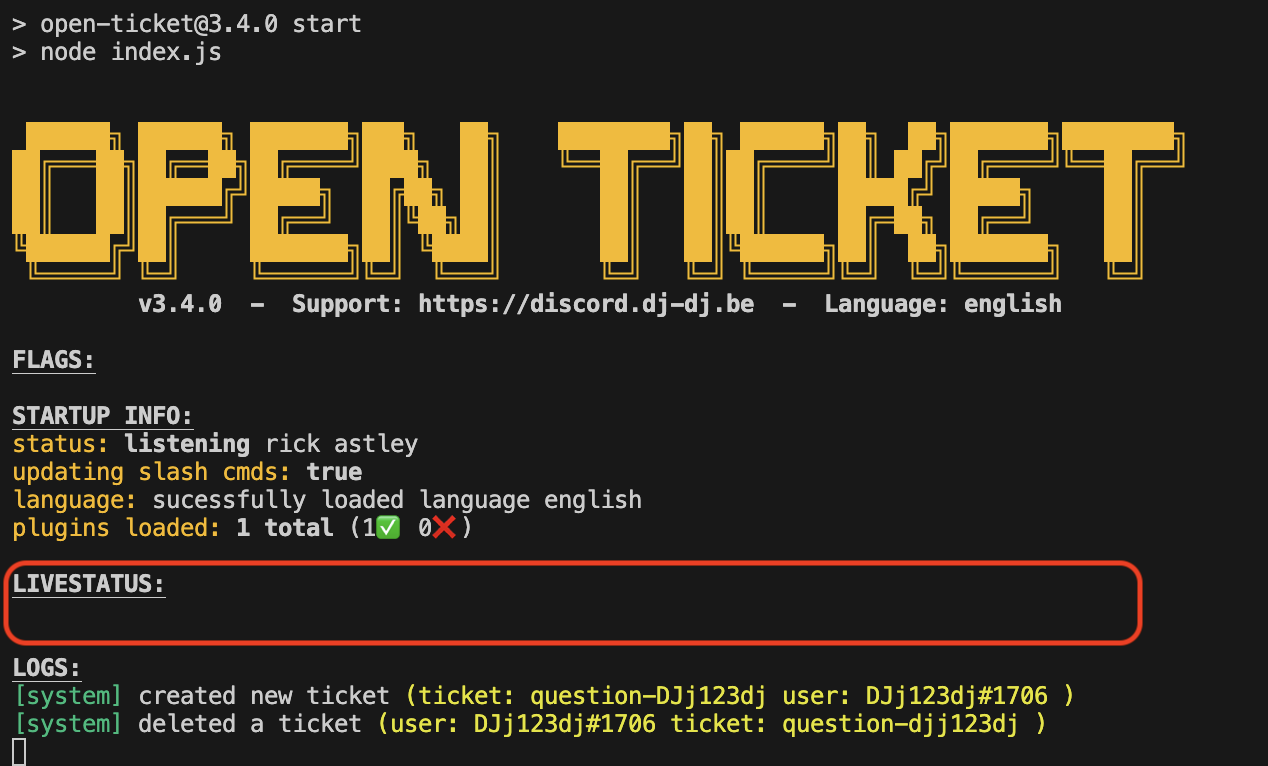 > open-ticket@3.4.0 start
> node index.js
OPEN TICKET
v3.4.0  -  Support: https://discord.dj-dj.be  -  Language: english
FLAGS:
STARTUP INFO:
status: listening rick astley
updating slash cmds: true
language: sucessfully loaded language english
plugins loaded: 1 total (1✅ 0❌)
LIVESTATUS:
LOGS:
[system] created new ticket (ticket: question-DJj123dj user: DJj123dj#1706 )
[system] deleted a ticket (user: DJj123dj#1706 ticket: question-djj123dj )